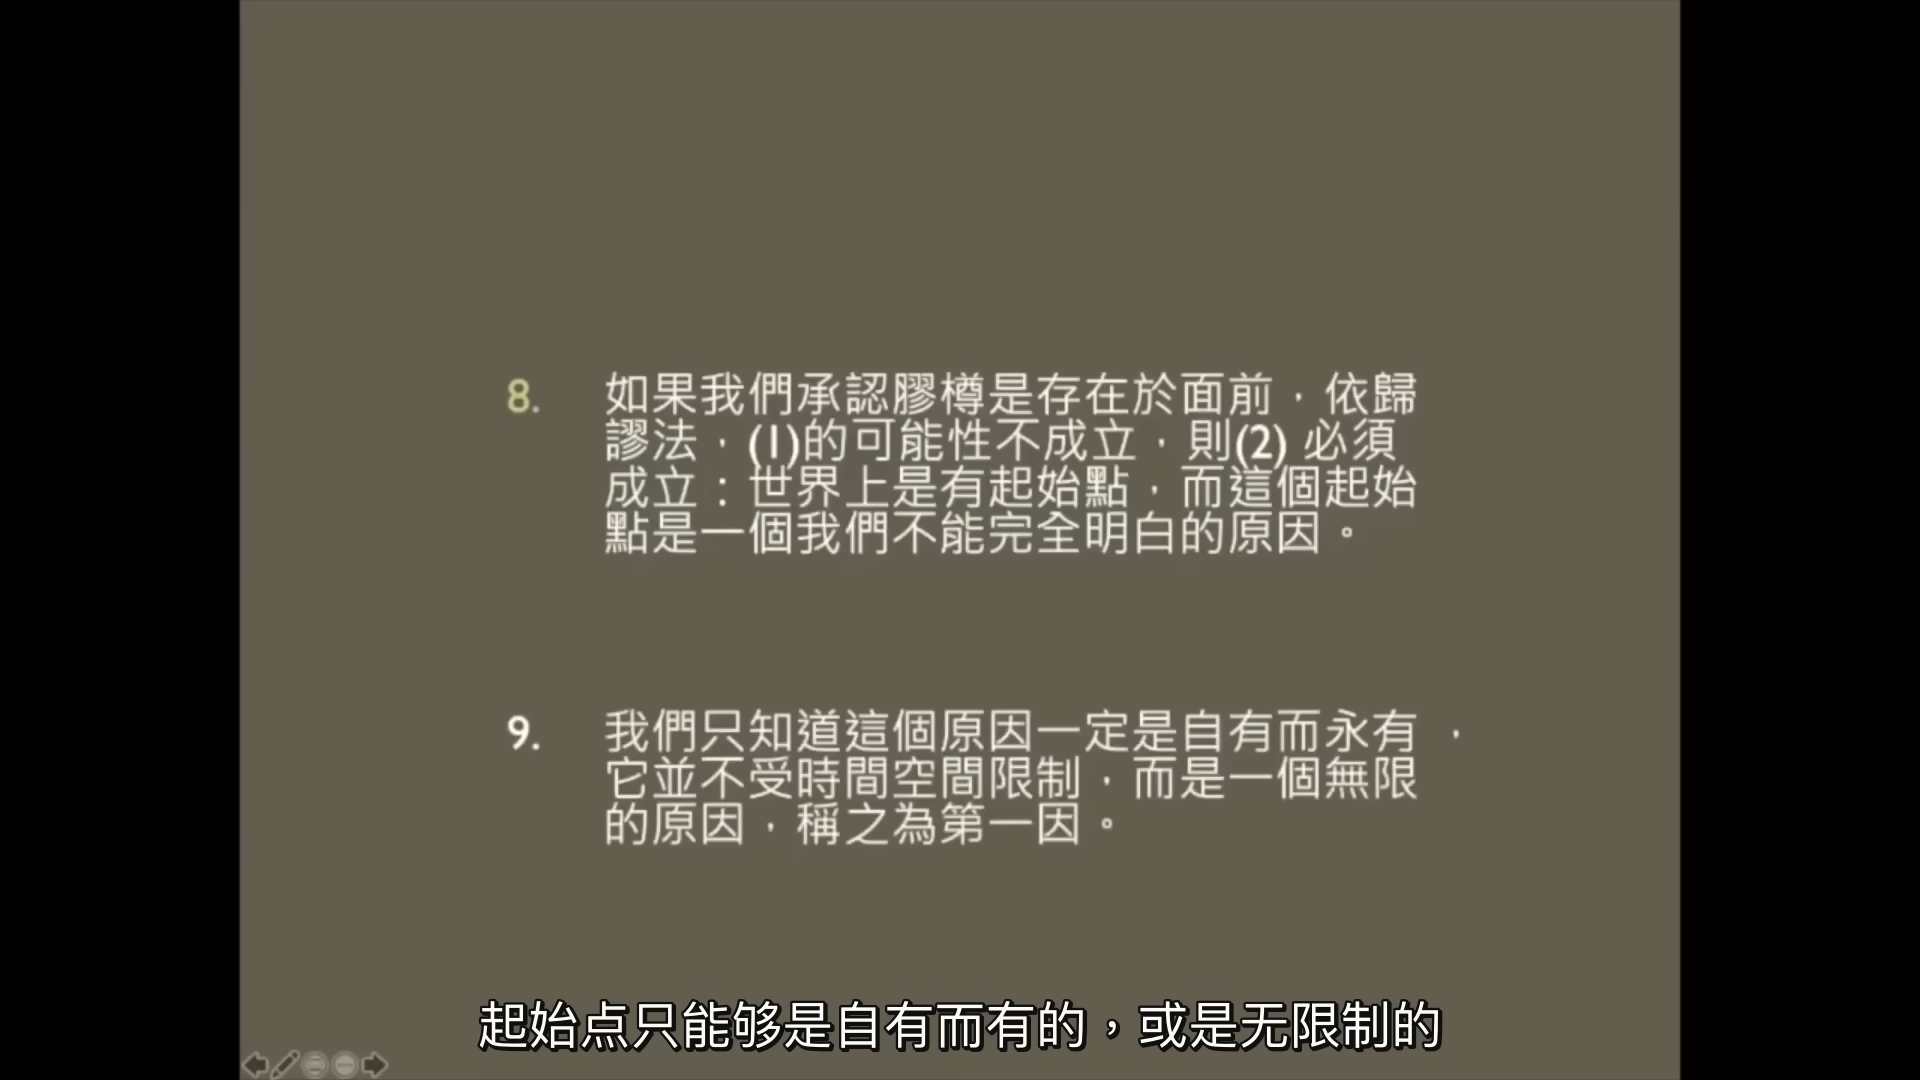 8. 如果我們承認膠樽是存在於面前，依歸
謬法，(1)的可能性不成立，則(2) 必須
成立：世界上是有起始點，而這個起始
點是一個我們不能完全明白的原因。
9. 我們只知道這個原因一定是自有而永有 ，
它並不受時間空間限制，而是一個無限
的原因，稱之為第一因。
起始点只能够是自有而有的，或是无限制的